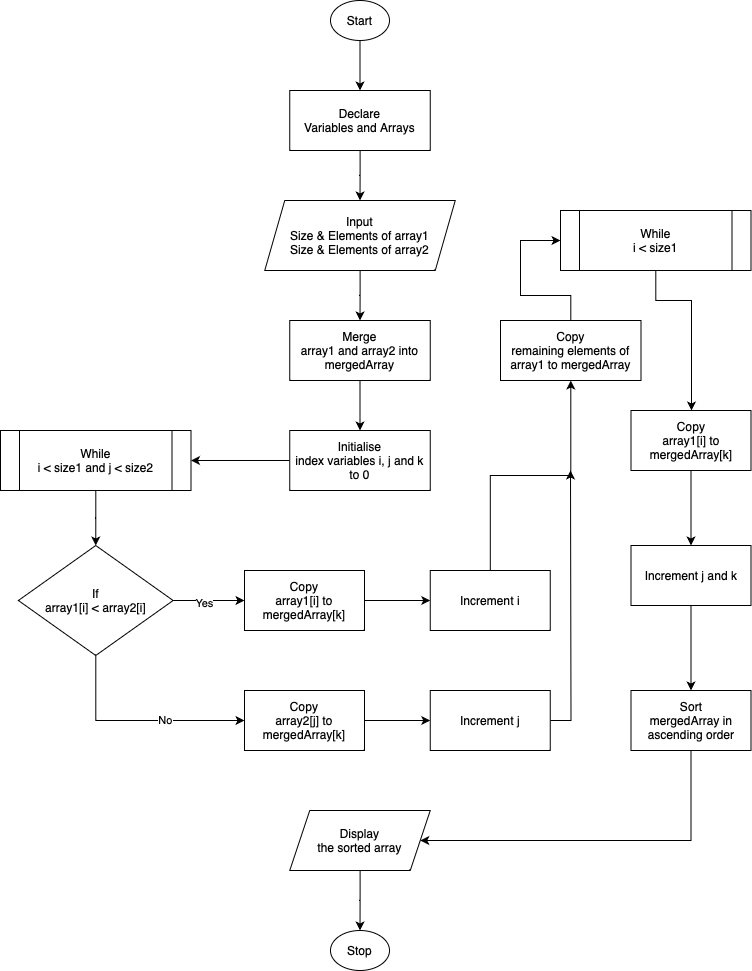 Start
Declare
Variables and Arrays
Input
Size & Elements of array1
Size & Elements of array2
Merge
array1 and array2 into
mergedArray
Initialise
index variables i, j and k
to 0
While
i < size1 and j < size2
If
array1[i] < array2[i]
Yes
Copy
array1[i] to
mergedArray[k]
Increment i
No
Copy
array2[j] to
mergedArray[k]
Increment j
Copy
remaining elements of
array1 to mergedArray
While
i < size1
Copy
array1[i] to
mergedArray[k]
Increment j and k
Sort
mergedArray in
ascending order
Display
the sorted array
Stop